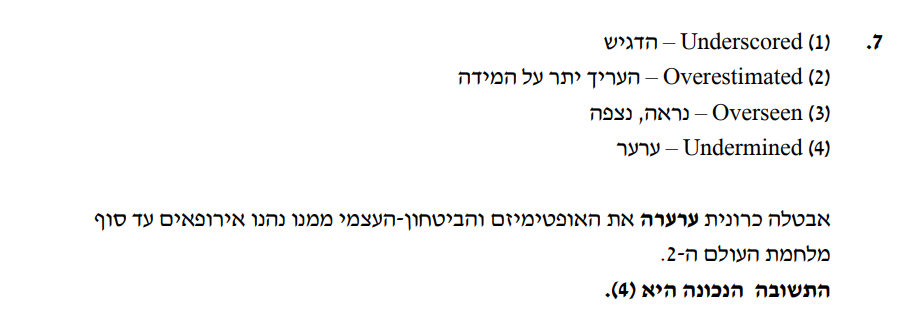 7. (1) Underscored – הדגיש
(2) Overestimated – העריך יתר על המידה
(3) Overseen – נראה, נצפה
(4) Undermined – ערער
אבטלה כרונית ערערה את האופטימיזם והביטחון-העצמי ממנו נהנו אירופאים עד סוף
מלחמת העולם ה-2.
התשובה הנכונה היא (4).